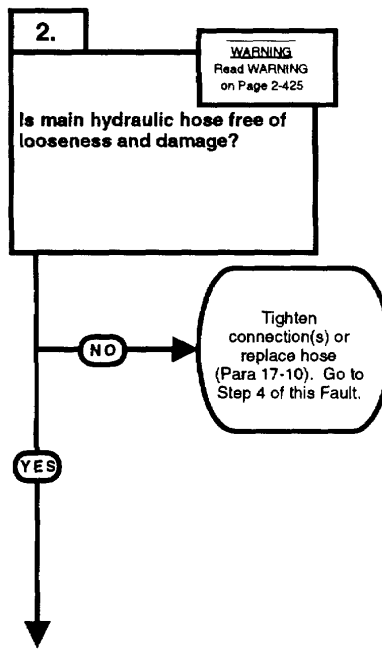 2.
WARNING
Read WARNING
on Page 2-425
Is main hydraulic hose free of
looseness and damage?
NO
Tighten
connection(s) or
replace hose
(Para 17-10). Go to
Step 4 of this Fault.
YES